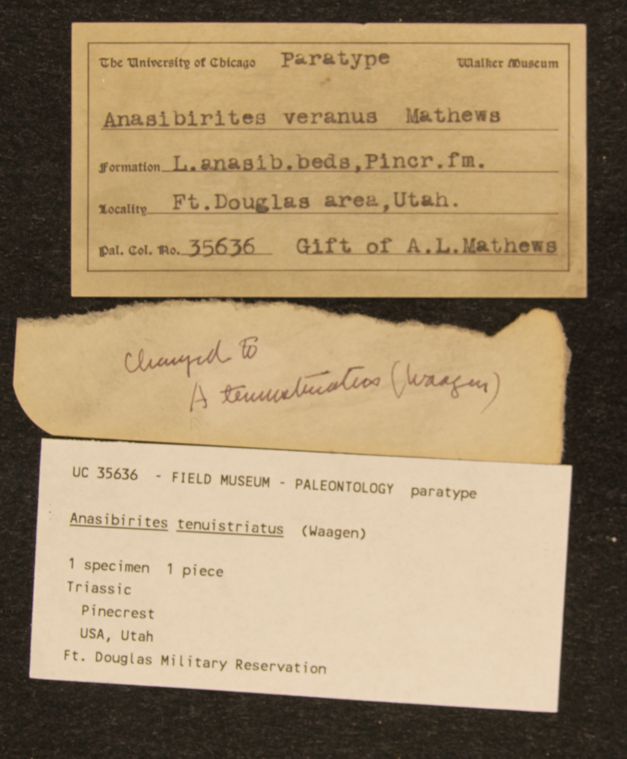 The University of Chicago Paratype Walker Museum
Anasibirites veranus Mathews
Formation L.anasib.beds,Pincr.fm.
Locality Ft.Douglas area,Utah.
Pal. Col. No. 35636 Gift of A.L.Mathews
Changed to
A tenuistriatus (Waagen)
UC 35636 - FIELD MUSEUM - PALEONTOLOGY paratype
Anasibirites tenuistriatus (Waagen)
1 specimen 1 piece
Triassic
Pinecrest
USA, Utah
Ft. Douglas Military Reservation